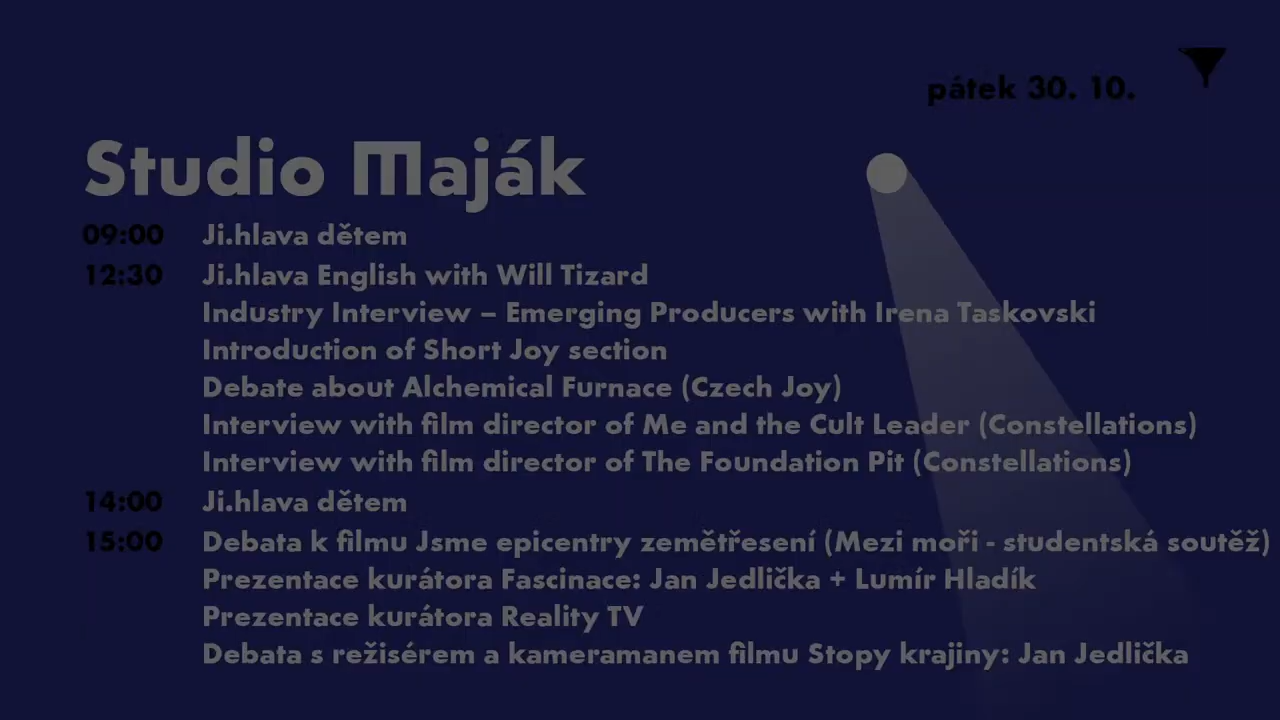 pátek 30. 10.
Studio Maják
09:00 Ji.hlava dětem
12:30 Ji.hlava English with Will Tizard
Industry Interview – Emerging Producers with Irena Taskovski
Introduction of Short Joy section
Debate about Alchemical Furnace (Czech Joy)
Interview with film director of Me and the Cult Leader (Constellations)
Interview with film director of The Foundation Pit (Constellations)
14:00 Ji.hlava dětem
15:00 Debata k filmu Jsme epicentry zemětřesení (Mezi moři - studentská soutěž)
Prezentace kurátora Fascinace: Jan Jedlička + Lumír Hladík
Prezentace kurátora Reality TV
Debata s režisérem a kameramanem filmu Stopy krajiny: Jan Jedlička